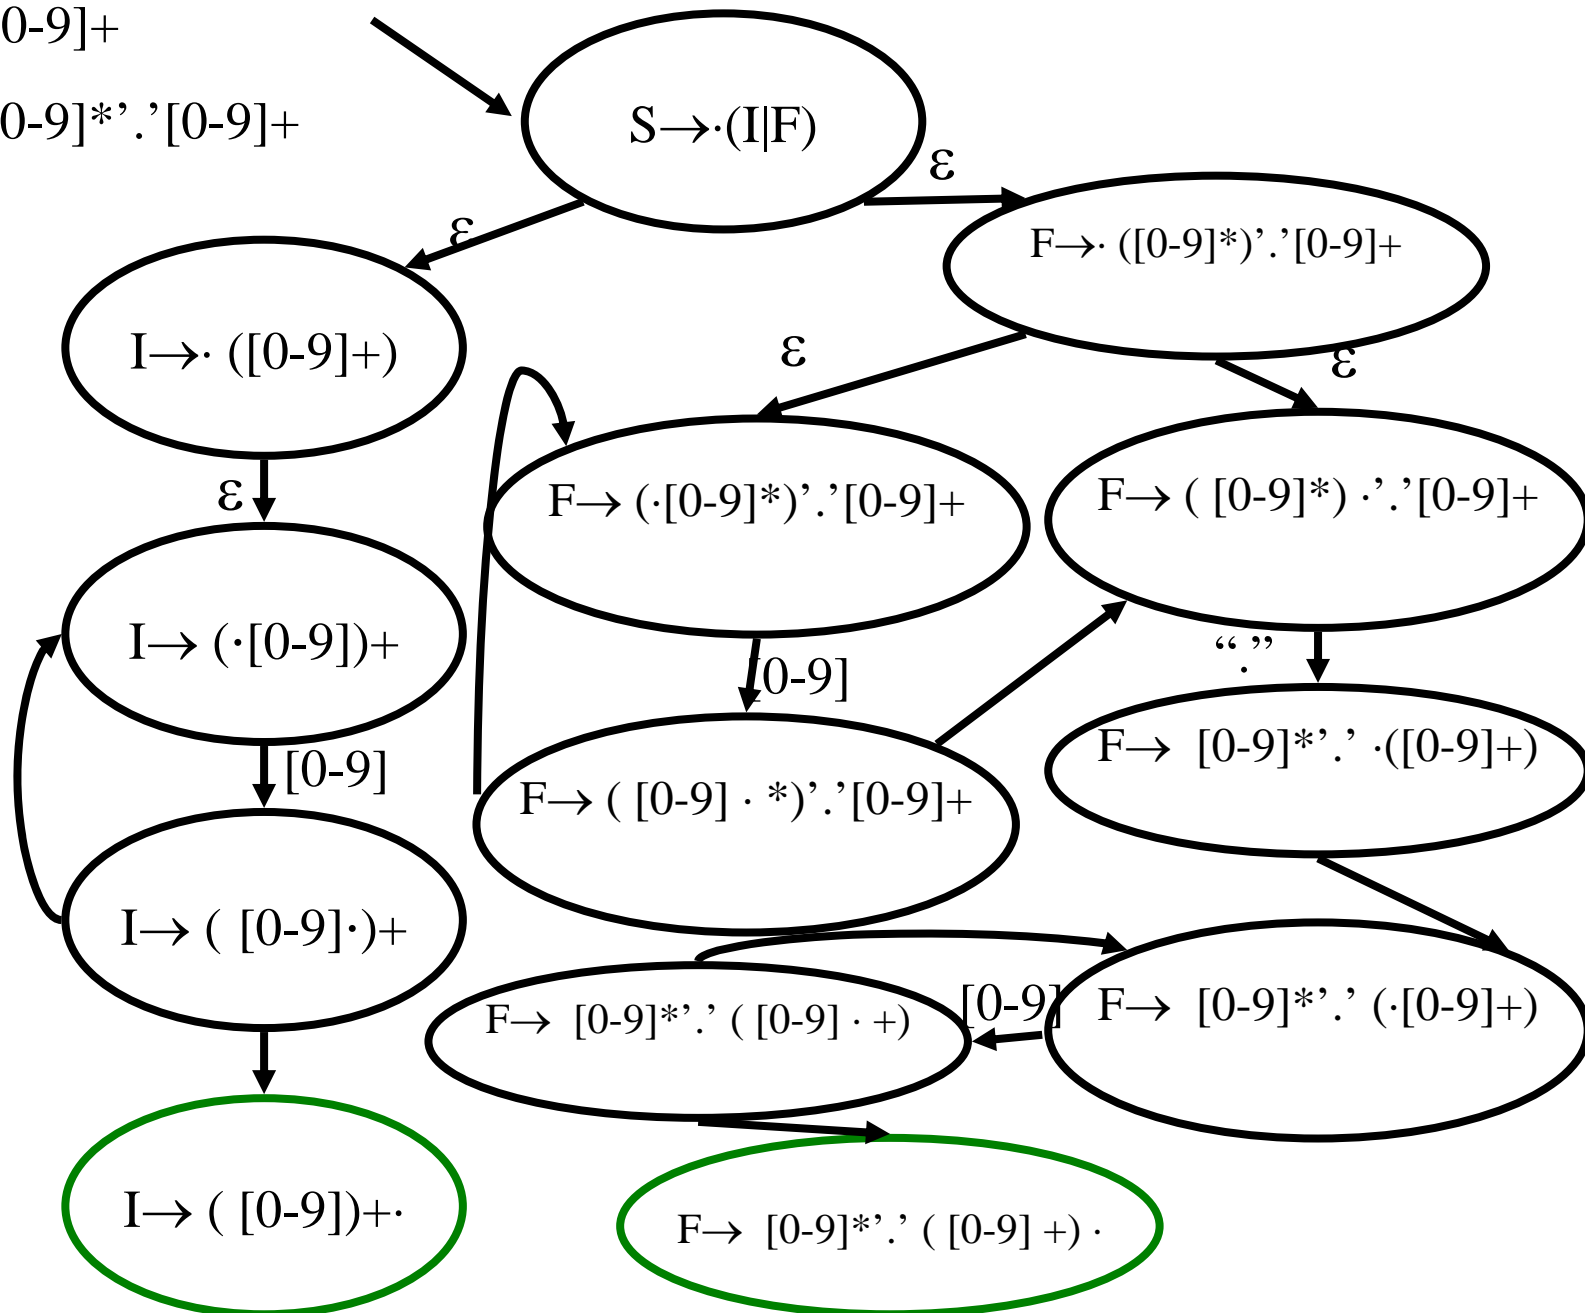 0-9]+
0-9]*’.’[0-9]+
S→·(I|F)
ε
ε
F→· ([0-9]*)’.’[0-9]+
I→· ([0-9]+)
ε
ε
ε
F→ (·[0-9]*)’.’[0-9]+
F→ ( [0-9]*) ·’.’[0-9]+
I→ (·[0-9])+
[0-9]
“.”
[0-9]
F→ [0-9]*’.’ ·([0-9]+)
F→ ( [0-9] · *)’.’[0-9]+
I→ ( [0-9]·)+
F→ [0-9]*’.’ ( [0-9] · +)
[0-9]
F→ [0-9]*’.’ (·[0-9]+)
I→ ( [0-9])+·
F→ [0-9]*’.’ ( [0-9] +) ·